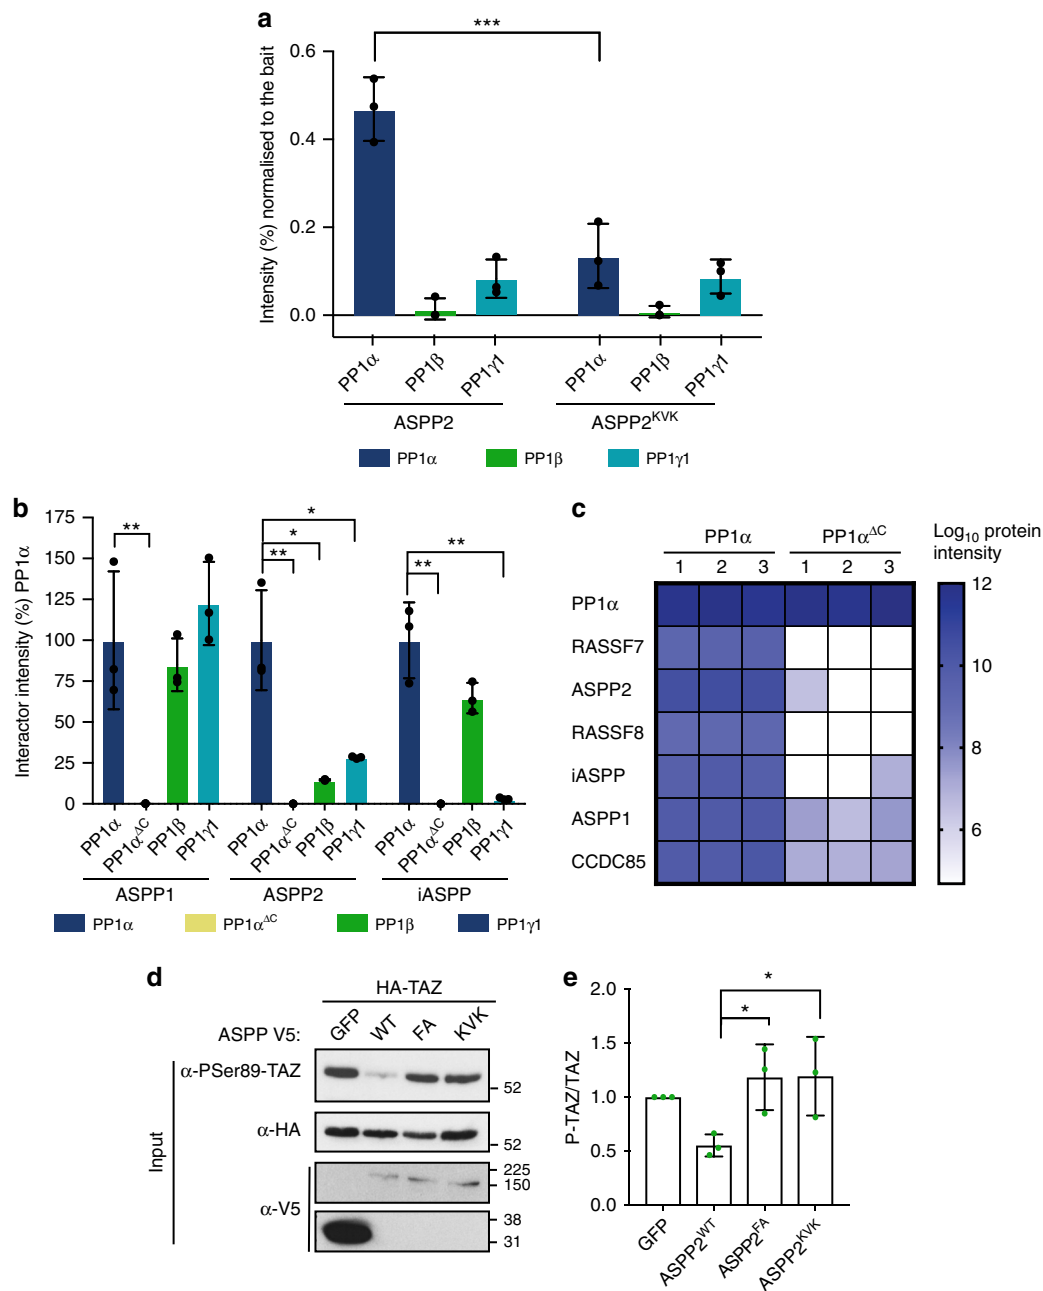 a
***
Intensity (%) normalised to the bait
0.6
0.4
0.2
0.0
PP1α PP1β PP1γ1 PP1α PP1β PP1γ1
ASPP2 ASPP2KVK
PP1α PP1β PP1γ1
b
Interactor intensity (%) PP1α
175
150
125
100
75
50
25
0
** * * ** ** **
PP1α PP1αΔC PP1β PP1γ1 PP1α PP1αΔC PP1β PP1γ1 PP1α PP1αΔC PP1β PP1γ1
ASPP1 ASPP2 iASPP
PP1α PP1αΔC PP1β PP1γ1
c
PP1α PP1αΔC
1 2 3 1 2 3
Log10 protein
intensity
PP1α
RASSF7
ASPP2
RASSF8
iASPP
ASPP1
CCDC85
12
10
8
6
d
HA-TAZ
ASPP V5: GFP WT FA KVK
Input
α-PSer89-TAZ
52
α-HA
52
α-V5
225
150
38
31
e
P-TAZ/TAZ
2.0
1.5
1.0
0.5
0.0
*
*
GFP ASPP2WT ASPP2FA ASPP2KVK